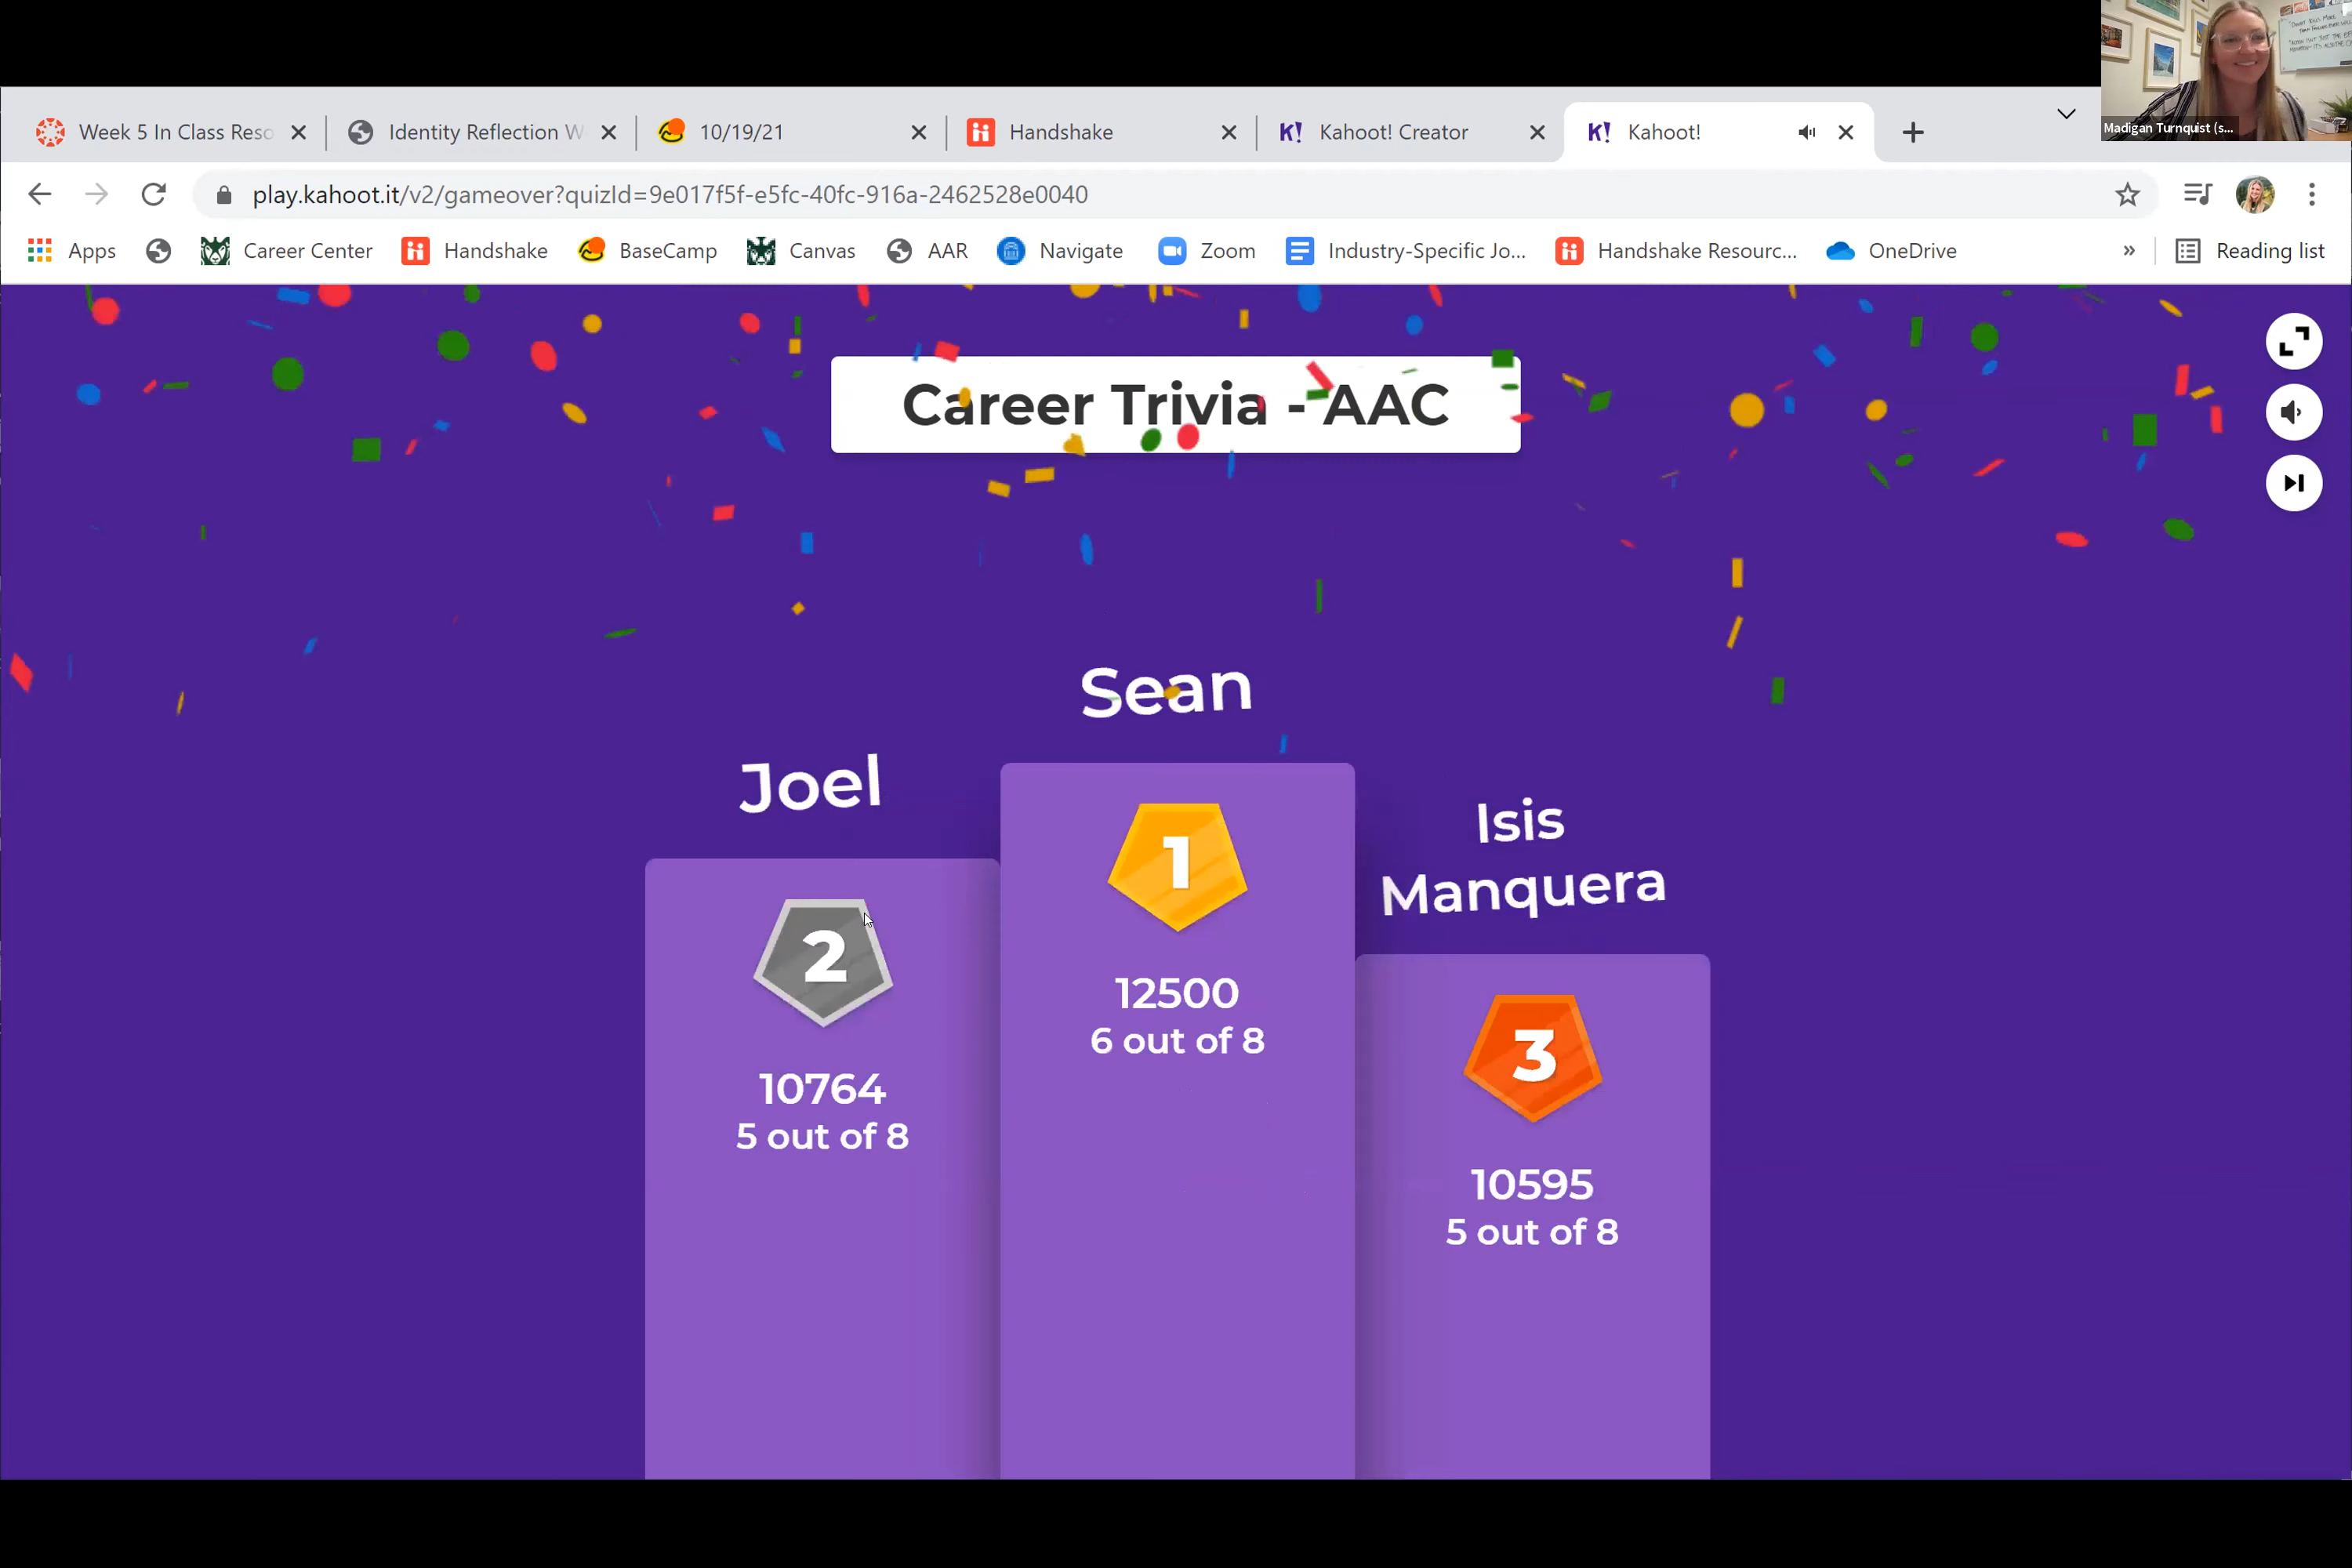 Week 5 In Class Reso
Identity Reflection W
10/19/21
Handshake
K! Kahoot! Creator
K! Kahoot!
Madigan Turnquist (s...
play.kahoot.it/v2/gameover?quizId=9e017f5f-e5fc-40fc-916a-2462528e0040
Apps
Career Center
Handshake
BaseCamp
Canvas
AAR
Navigate
Zoom
Industry-Specific Jo...
Handshake Resourc...
OneDrive
»
Reading list
Career Trivia - AAC
Sean
Joel
Isis
Manquera
1
2
3
12500
6 out of 8
10764
5 out of 8
10595
5 out of 8